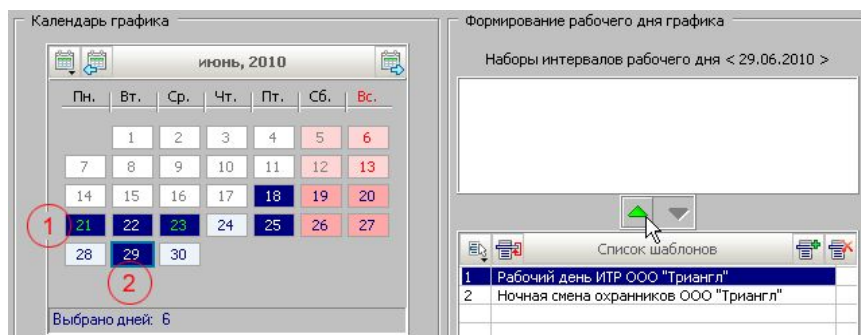 Календарь графика
июнь, 2010
Пн. Вт. Ср. Чт. Пт. Сб. Вс.
1 2 3 4 5 6
7 8 9 10 11 12 13
14 15 16 17 18 19 20
1 21 22 23 24 25 26 27
28 29 30
2
Выбрано дней: 6
Формирование рабочего дня графика
Наборы интервалов рабочего дня < 29.06.2010 >
Список шаблонов
1 Рабочий день ИТР ООО "Триангл"
2 Ночная смена охранников ООО "Триангл"